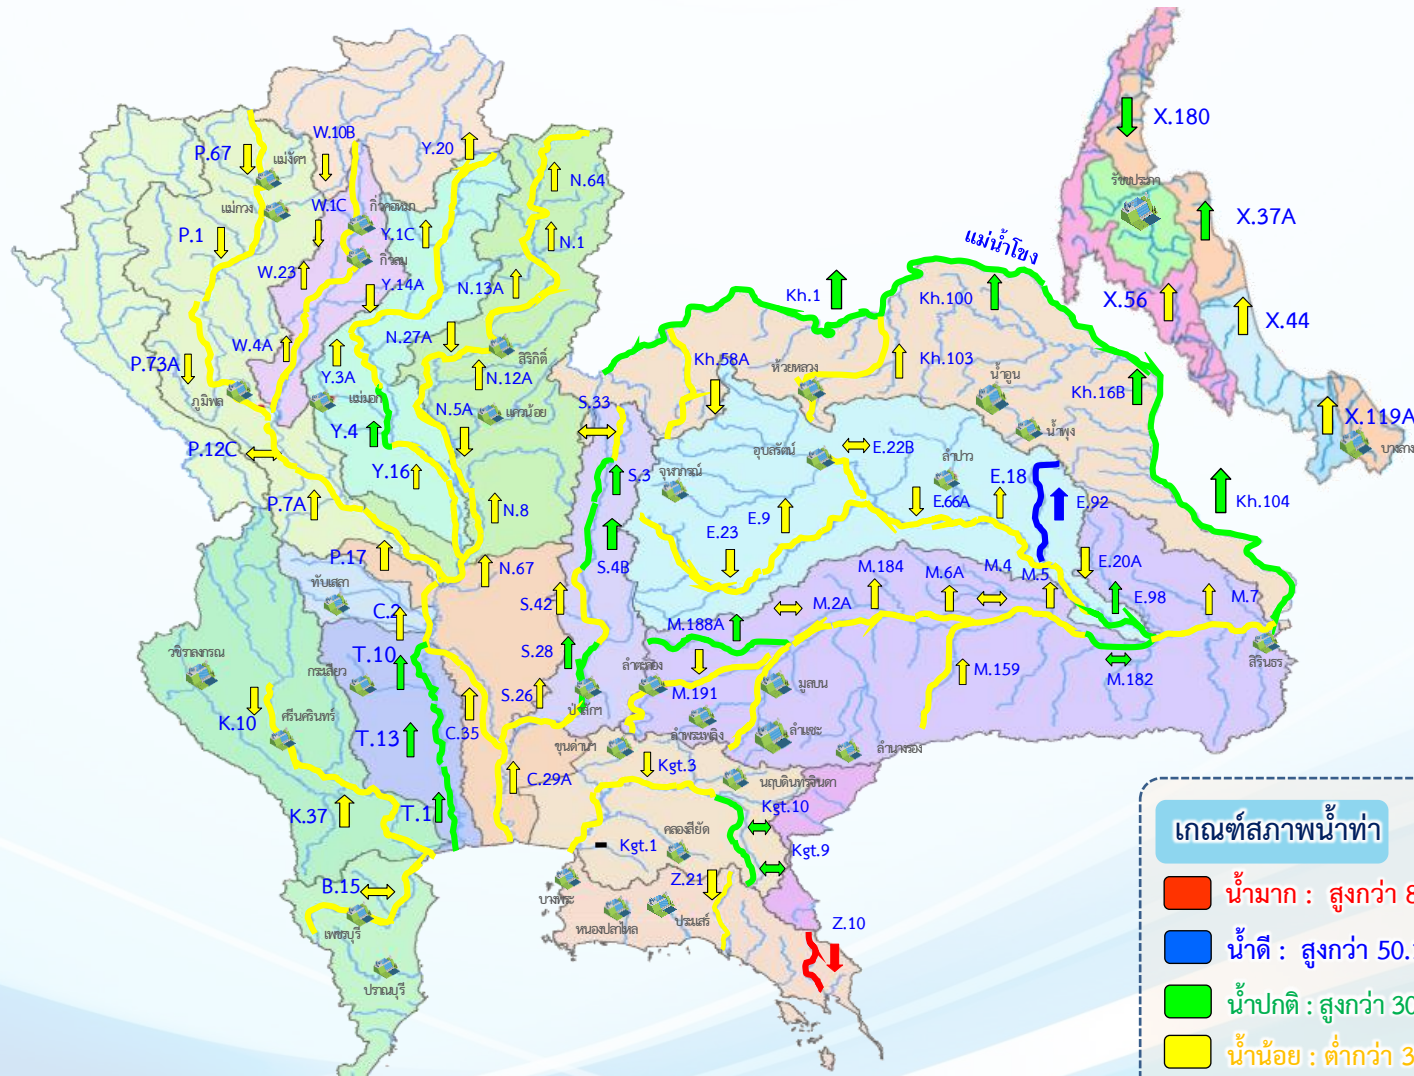 X.180
W.10B
Y.20
P.67
แม่งัดฯ
N.64
รัชชประภา
แม่กวง
W.1C
กิ่วคอหมา
X.37A
P.1
Y.1C
N.1
แม่น้ำโขง
กิ่วลม
W.23
Y.14A
N.13A
Kh.1
Kh.100
X.56
X.44
N.27A
สิริกิติ์
W.4A
P.73A
Y.3A
N.12A
Kh.58A
ห้วยหลวง
Kh.103
น้ำอูน
Kh.16B
ภูมิพล
แม่มอก
N.5A
แควน้อย
S.33
X.119A
Y.4
น้ำพุง
บางลาง
P.12C
อุบลรัตน์
E.22B
ลำปาว
Y.16
จุฬาภรณ์
S.3
E.18
P.7A
N.8
E.66A
E.92
Kh.104
E.23
E.9
P.17
N.67
S.4B
M.184
M.6A
M.4
M.5
E.20A
ทับเสลา
C.2
S.42
M.2A
E.98
M.7
M.188A
วชิราลงกรณ
T.10
S.28
กระเสียว
ลำตะคอง
M.159
M.182
สิรินธร
K.10
ศรีนครินทร์
S.26
ป่าสักฯ
M.191
มูลบน
T.13
C.35
ลำพระเพลิง
ลำแชะ
ลำนางรอง
ขุนด่านฯ
Kgt.3
C.29A
นฤบดินทรจินดา
K.37
T.1
Kgt.10
คลองสียัด
Kgt.1
Kgt.9
เกณฑ์สภาพน้ำท่า
B.15
บางพระ
Z.21
น้ำมาก : สูงกว่า 8
เพชรบุรี
หนองปลาไหล
ประแสร์
Z.10
น้ำดี : สูงกว่า 50.
ปราณบุรี
น้ำปกติ : สูงกว่า 30
น้ำน้อย : ต่ำกว่า 3